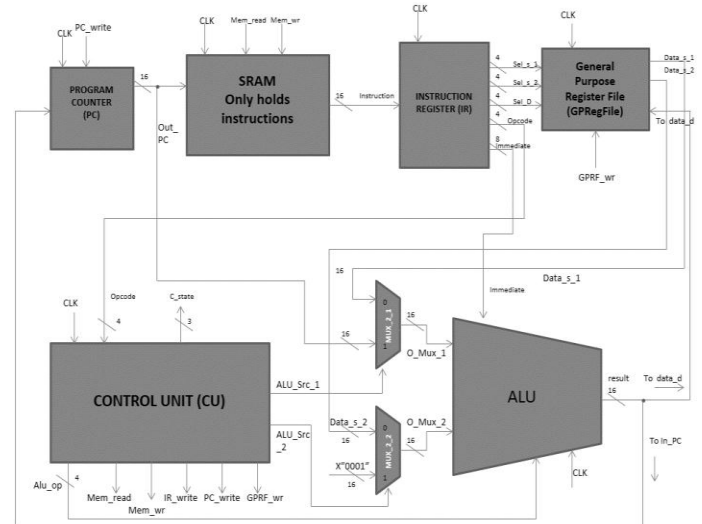 CLK
PC_write
PROGRAM
COUNTER
(PC)
16
Out_
PC
CLK
Mem_read
Mem_wr
SRAM
Only holds
instructions
16
Instruction
CLK
INSTRUCTION
REGISTER (IR)
4
Sel_s_1
4
Sel_s_2
4
Sel_D
4
Opcode
8
Immediate
CLK
General
Purpose
Register File
(GPRegFile)
GPRF_wr
Data_s_1
Data_s_2
To data_d
16
Data_s_1
Immediate
CLK
Opcode
4
C_state
3
CONTROL UNIT (CU)
ALU_Src_1
ALU_Src
_2
Alu_op
4
Mem_read
Mem_wr
IR_write
PC_write
GPRF_wr
16
0
MUX_2_1
1
16
O_Mux_1
Data_s_2
16
0
MUX_2_2
1
X"0001"
16
O_Mux_2
16
ALU
CLK
result
16
To data_d
To In_PC